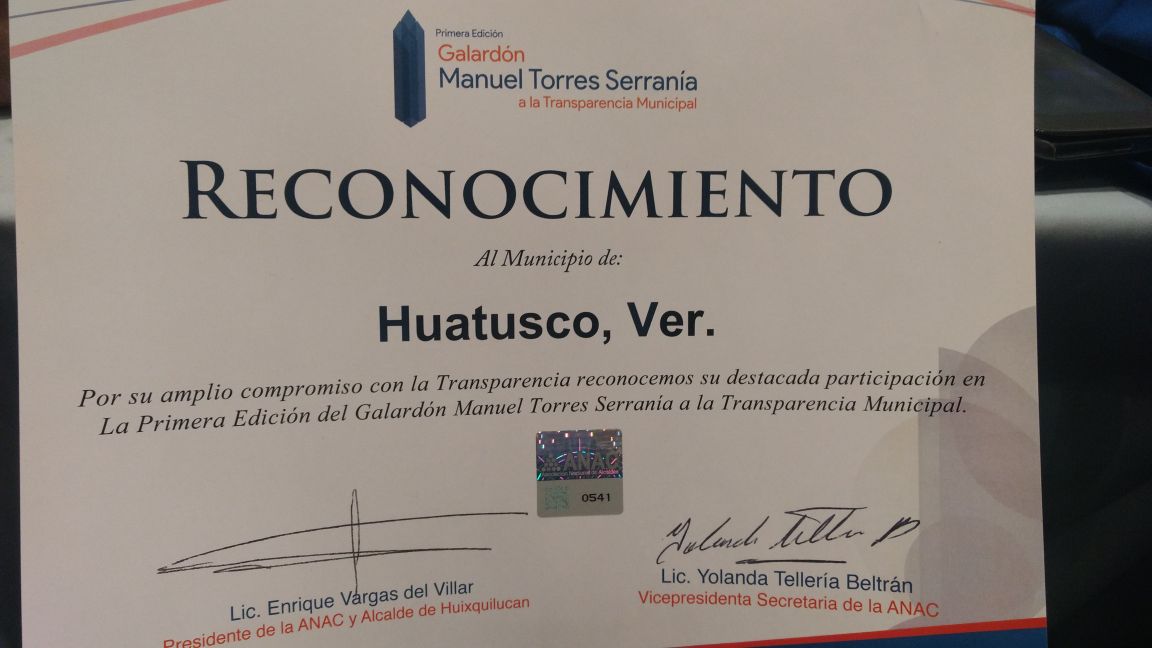 Primera Edición
Galardón
Manuel Torres Serranía
a la Transparencia Municipal
RECONOCIMIENTO
Al Municipio de:
Huatusco, Ver.
Por su amplio compromiso con la Transparencia reconocemos su destacada participación en
La Primera Edición del Galardón Manuel Torres Serranía a la Transparencia Municipal.
ANAC
0541
Lic. Enrique Vargas del Villar
Presidente de la ANAC y Alcalde de Huixquilucan
Lic. Yolanda Tellería Beltrán
Vicepresidenta Secretaria de la ANAC